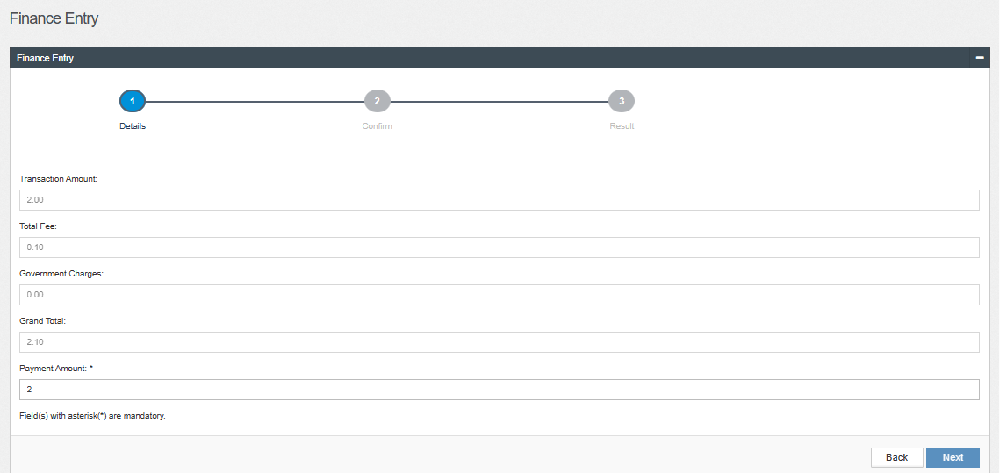 Finance Entry
Finance Entry
1
2
3
Details
Confirm
Result
Transaction Amount:
2.00
Total Fee:
0.10
Government Charges:
0.00
Grand Total:
2.10
Payment Amount: *
2
Field(s) with asterisk(*) are mandatory.
Back
Next